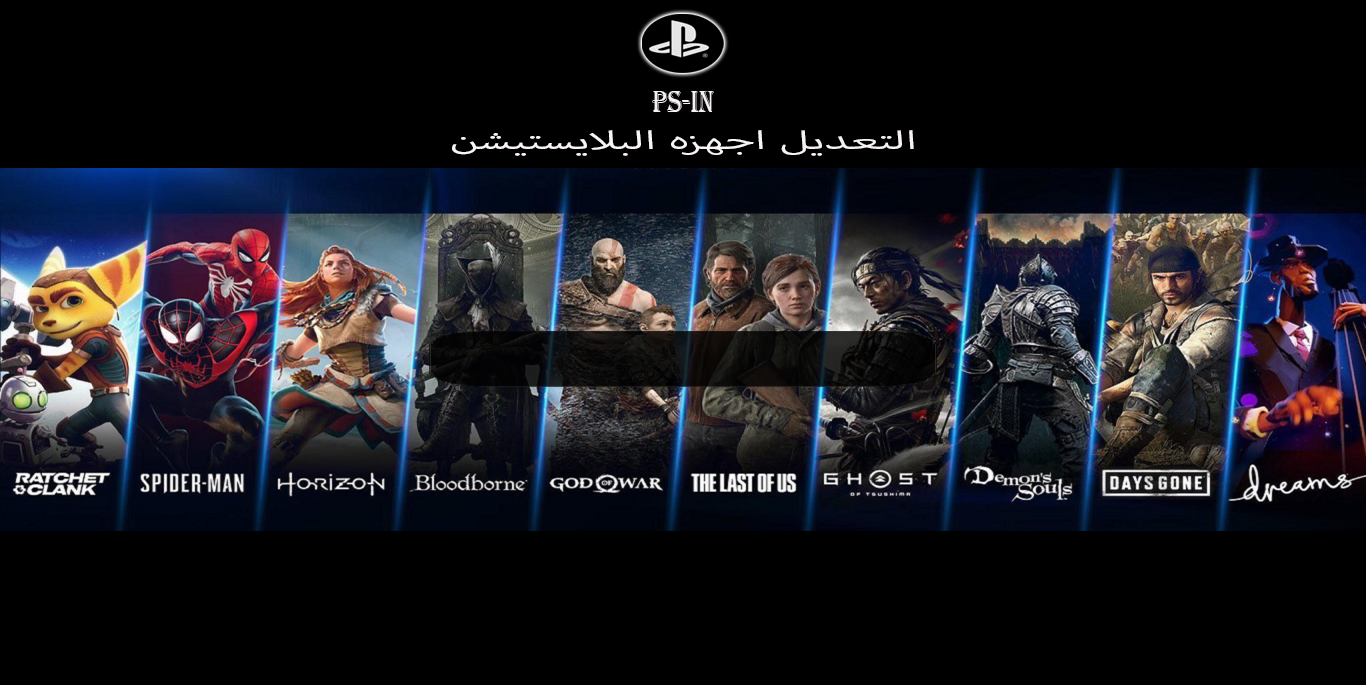 PS-IN
التعديل اجهزه البلايستيشن
RATCHET & CLANK
SPIDER-MAN
HORIZON
Bloodborne
GOD OF WAR
THE LAST OF US
GHOST OF TSUSHIMA
Demon's Souls
DAYS GONE
dreams